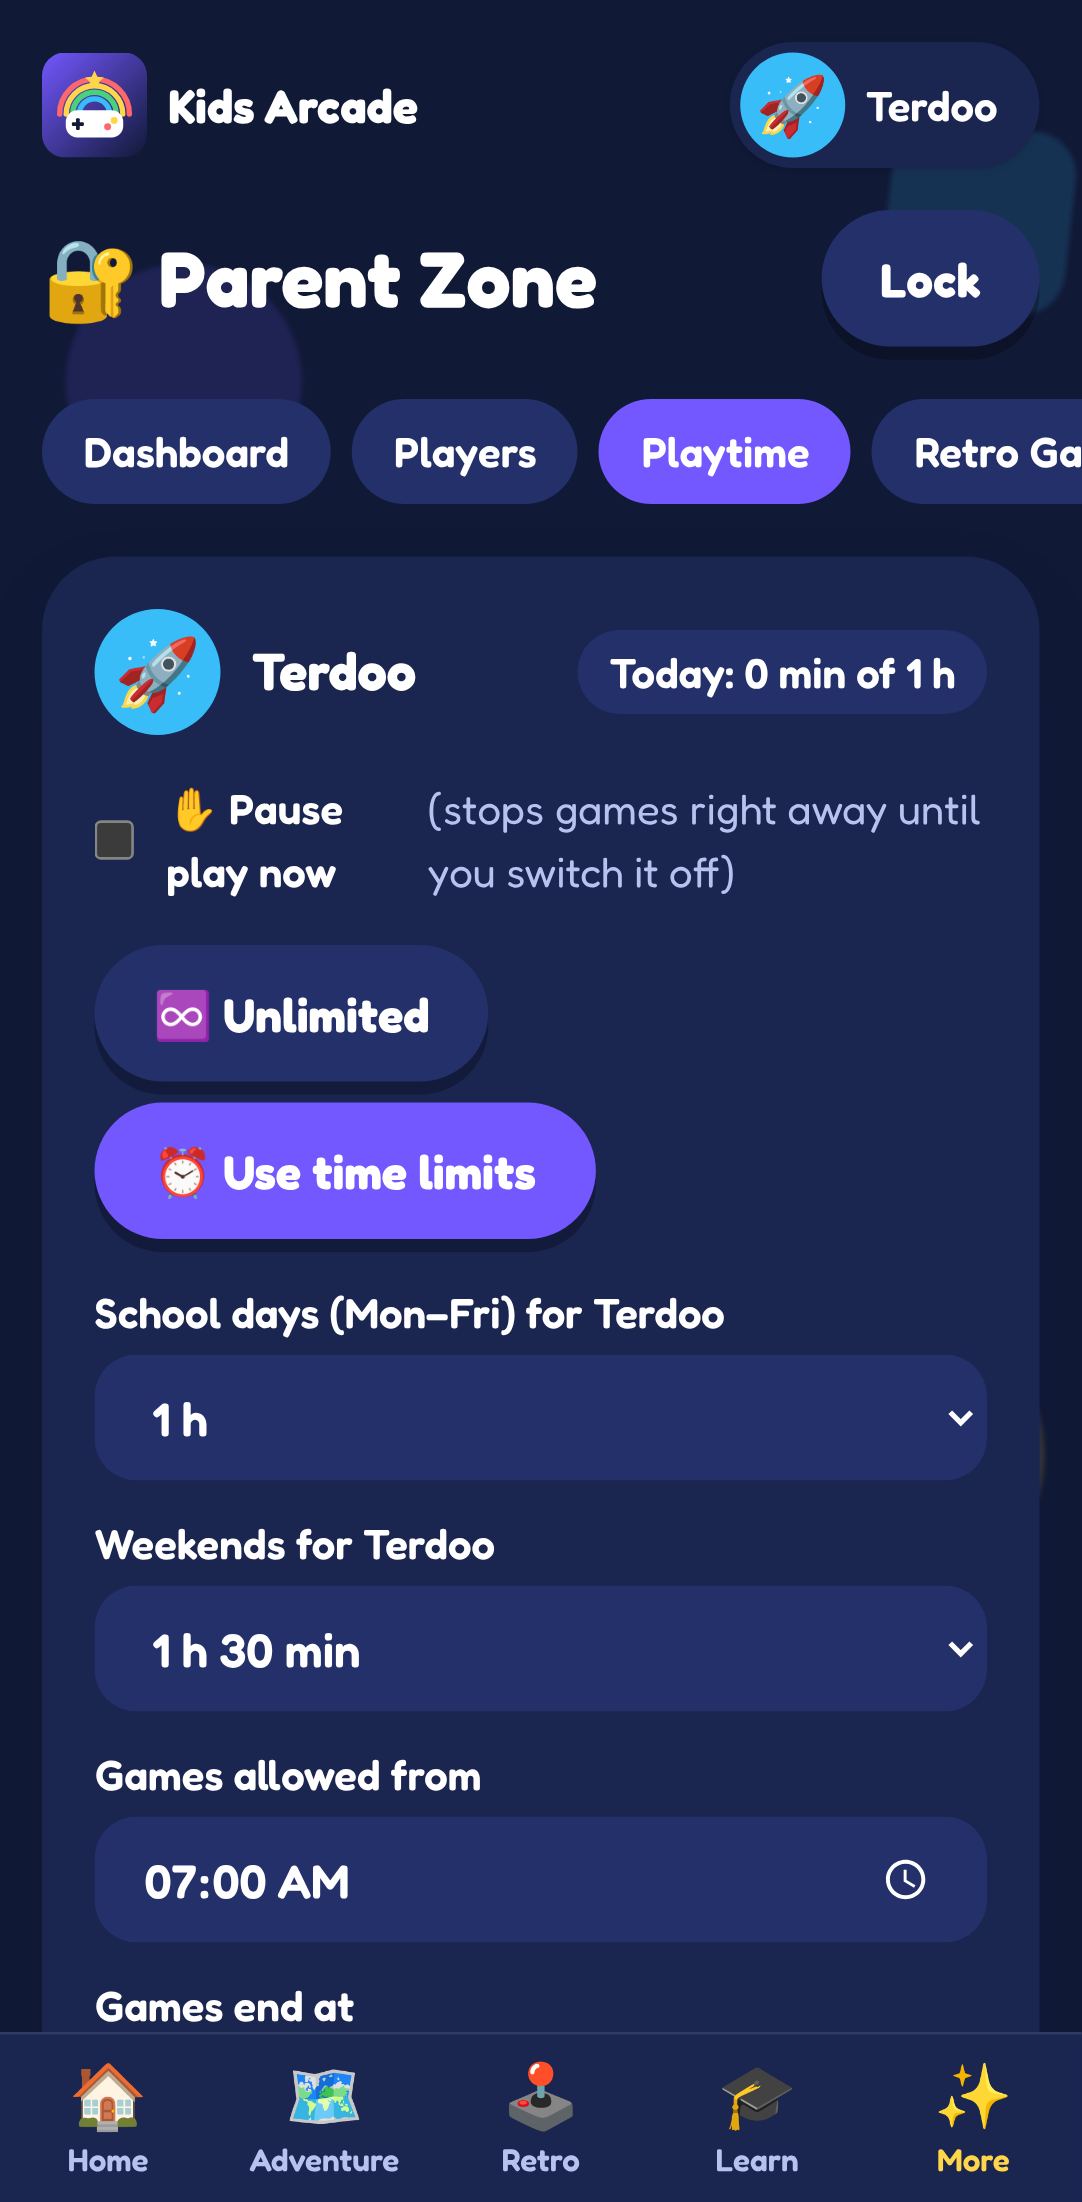 Kids Arcade
Terdoo
Parent Zone
Lock
Dashboard
Players
Playtime
Retro Ga
Terdoo
Today: 0 min of 1 h
Pause
play now
(stops games right away until
you switch it off)
Unlimited
Use time limits
School days (Mon–Fri) for Terdoo
1 h
Weekends for Terdoo
1 h 30 min
Games allowed from
07:00 AM
Games end at
Home
Adventure
Retro
Learn
More